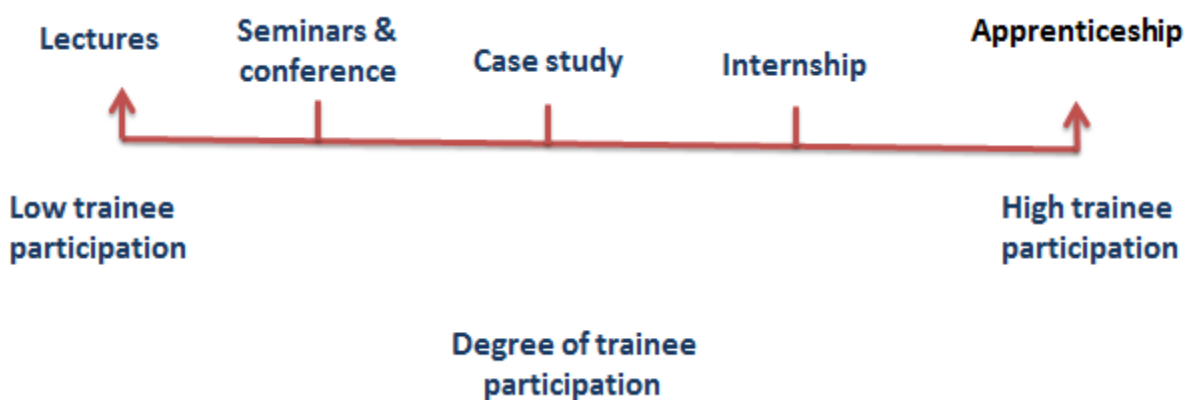 Lectures
Seminars &
conference
Case study
Internship
Apprenticeship
Low trainee
participation
High trainee
participation
Degree of trainee
participation